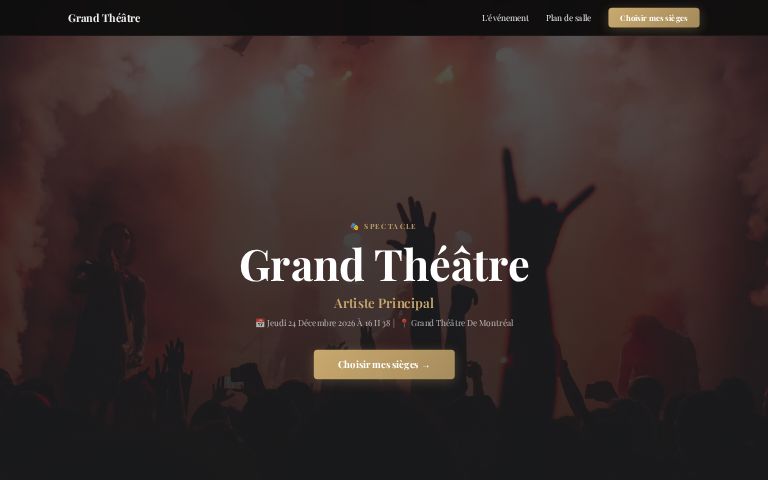 Grand Théâtre
L'événement
Plan de salle
Choisir mes sièges
🎭 SPECTACLE
Grand Théâtre
Artiste Principal
📅 Jeudi 24 Décembre 2026 À 16 H 38 | 📍 Grand Théâtre De Montréal
Choisir mes sièges →